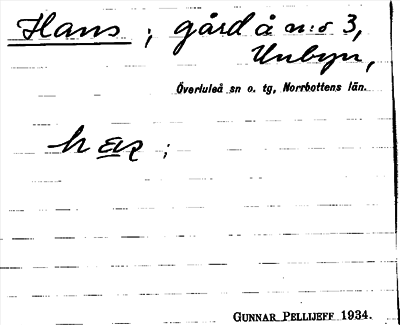 Hans ; gård å n:o 3,
Unbyn,
Överluleå sn o. tg, Norrbottens län.
GUNNAR PELLIJEFF 1934.